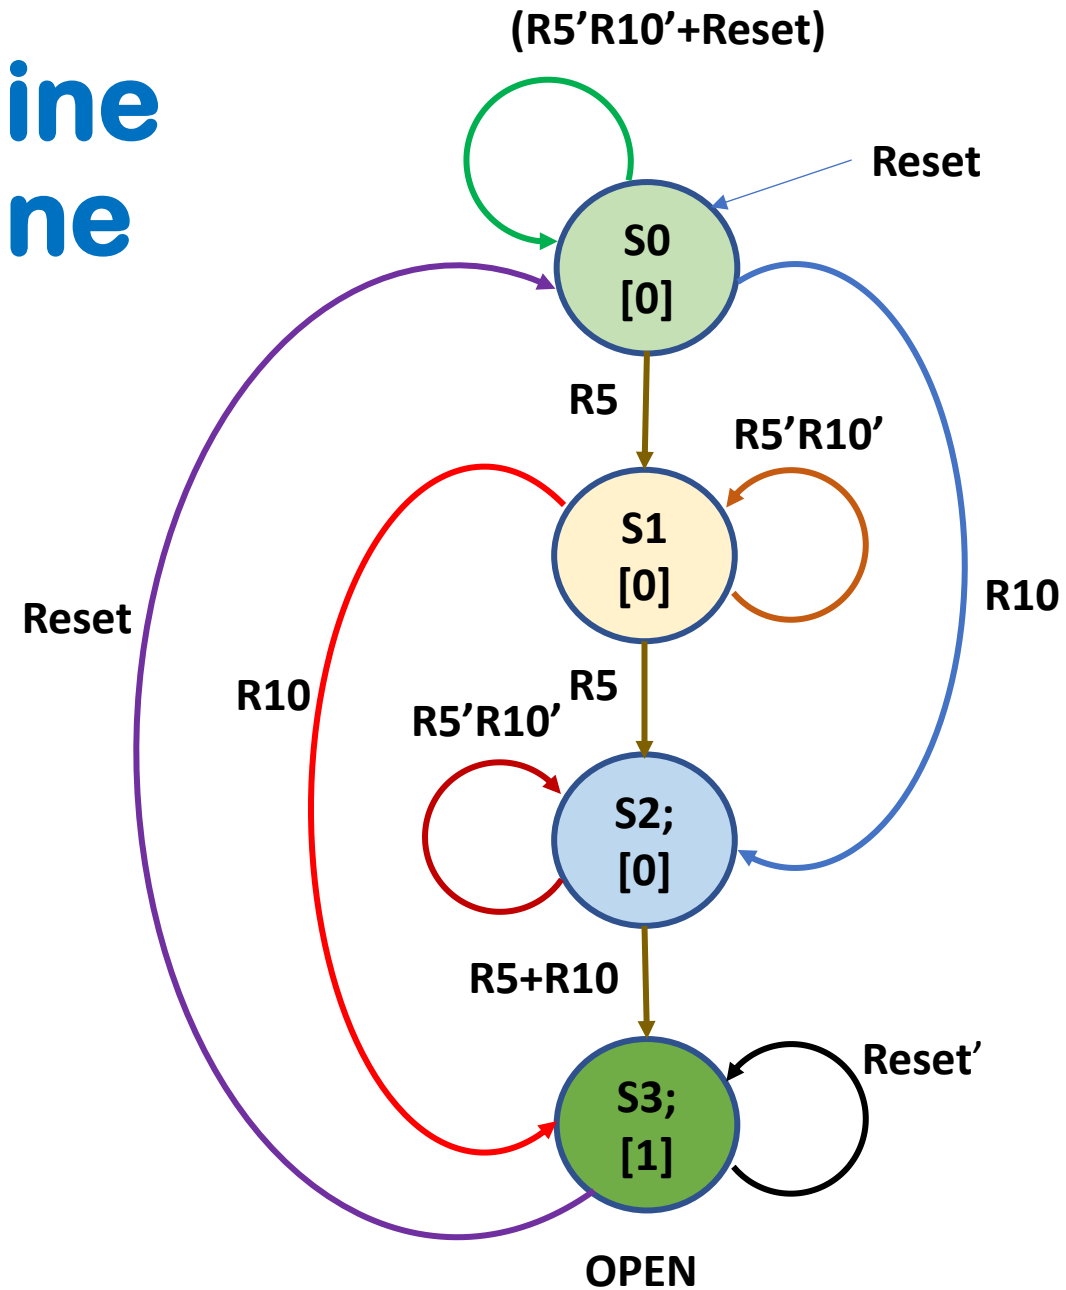 (R5’R10’+Reset)
ine
ne
Reset
S0
[0]
R5
R5’R10’
S1
[0]
R10
Reset
R10
R5
R5’R10’
S2;
[0]
R5+R10
Reset’
S3;
[1]
OPEN